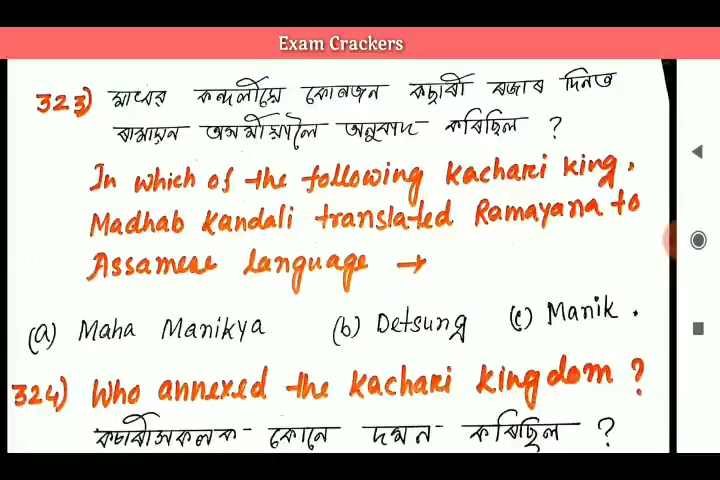 Exam Crackers
323) মাধৱ কন্দলীয়ে কোনজন কছাৰী ৰজাৰ দিনত
ৰামায়ন অসমীয়ালৈ অনুবাদ কৰিছিল ?
In which of the following Kachari king,
Madhab Kandali translated Ramayana to
Assamese language →
(a) Maha Manikya (b) Detsung (c) Manik.
324) Who annexed the Kachari kingdom ?
কচাৰীসকলক কোনে দমন কৰিছিল ?